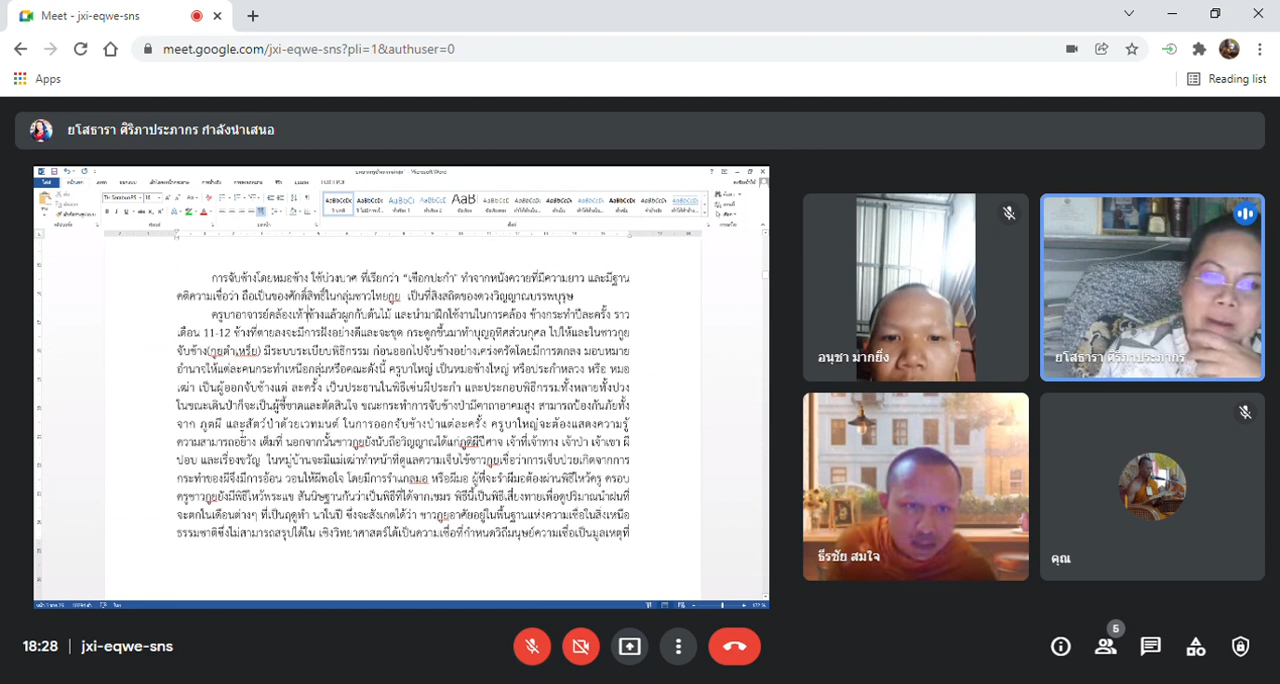 Meet - jxi-eqwe-sns
meet.google.com/jxi-eqwe-sns?pli=1&authuser=0
Apps
Reading list
ยโสธารา ศิริภาประภากร กำลังนำเสนอ
Microsoft Word
AaBbCcDc AaBbCcDc AaBbC( AaBbCcC AaB AaBbCcD
การจับช้างโดยหมอช้าง ใช้บ่วงบาศ ที่เรียกว่า "เชือกปะกำ" ทำจากหนังควายที่มีความยาว และมีฐาน
คติความเชื่อว่า ถือเป็นของศักดิ์สิทธิ์ในกลุ่มชาวไทยกูย เป็นที่สิงสถิตของดวงวิญญาณบรรพบุรุษ
ครูบาอาจารย์คล้องเท้าช้างแล้วผูกกับต้นไม้ และนำมาฝึกใช้งานในการคล้อง ช้างกระทำปีละครั้ง ราว
เดือน 11-12 ช้างที่ตายลงจะมีการฝังอย่างดีและจะขุด กระดูกขึ้นมาทำบุญอุทิศส่วนกุศล ไปให้และในชาวกูย
จับช้าง(กูยดำเหร็ย) มีระบบระเบียบพิธีกรรม ก่อนออกไปจับช้างอย่างเคร่งครัดโดยมีการตกลง มอบหมาย
อำนาจให้แต่ละคนกระทำเหนือกลุ่มหรือคณะดังนี้ ครูบาใหญ่ เป็นหมอช้างใหญ่ หรือประกำหลวง หรือ หมอ
เฒ่า เป็นผู้ออกจับช้างแต่ ละครั้ง เป็นประธานในพิธีเซ่นผีประกำ และประกอบพิธีกรรมทั้งหลายทั้งปวง
ในขณะเดินป่าก็จะเป็นผู้ชี้ขาดและตัดสินใจ ขณะกระทำการจับช้างป่ามีคาถาอาคมสูง สามารถป้องกันภัยทั้ง
จาก ภูตผี และสัตว์ป่าด้วยเวทมนต์ ในการออกจับช้างป่าแต่ละครั้ง ครูบาใหญ่จะต้องแสดงความรู้
ความสามารถอย่าง เต็มที่ นอกจากนั้นชาวกูยยังนับถือวิญญาณได้แก่ภูตผีปีศาจ เจ้าที่เจ้าทาง เจ้าป่า เจ้าเขา ผี
ปอบ และเรื่องขวัญ ในหมู่บ้านจะมีแม่เฒ่าทำหน้าที่ดูแลความเจ็บไข้ชาวกูยเชื่อว่าการเจ็บป่วยเกิดจากการ
กระทำของผีจึงมีการอ้อน วอนให้ผีพอใจ โดยมีการรำแกลมอ หรือผีมอ ผู้ที่จะรำผีมอต้องผ่านพิธีไหว้ครู ครอบ
ครูชาวกูยยังมีพิธีไหว้พระแข สันนิษฐานกันว่าเป็นพิธีที่ได้จากเขมร พิธีนี้เป็นพิธีเสี่ยงทายเพื่อดูปริมาณน้ำฝนที่
จะตกในเดือนต่างๆ ที่เป็นฤดูทำ นาในปี ซึ่งจะสังเกตได้ว่า ชาวกูยอาศัยอยู่ในพื้นฐานแห่งความเชื่อในสิ่งเหนือ
ธรรมชาติซึ่งไม่สามารถสรุปได้ใน เชิงวิทยาศาสตร์ได้เป็นความเชื่อที่กำหนดวิถีมนุษย์ความเชื่อเป็นมูลเหตุที่
อนุชา มากยิ่ง
ยโสธารา ศิริภาประภากร
ธีรชัย สมใจ
คุณ
18:28 | jxi-eqwe-sns
5